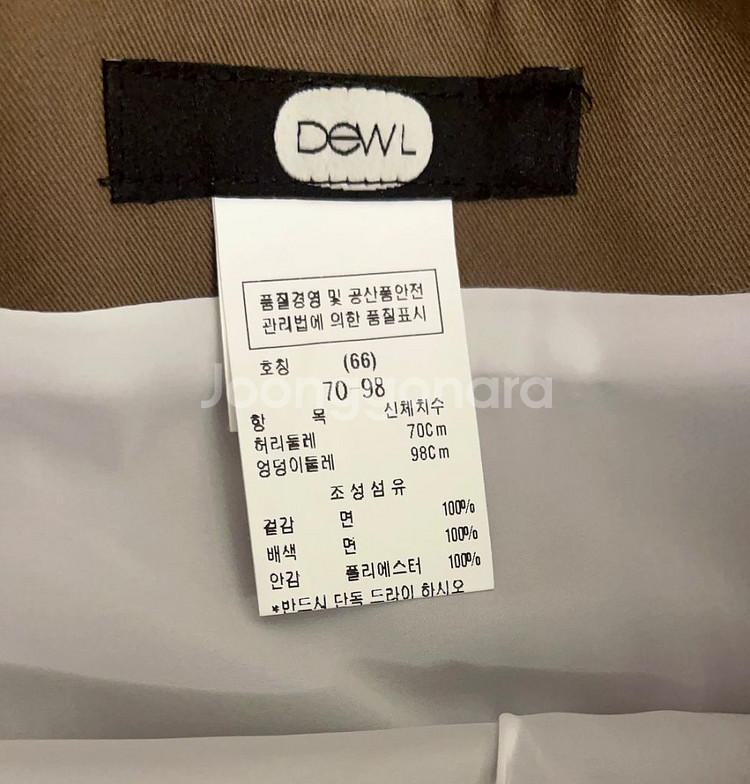 DeWL
품질경영 및 공산품안전
관리법에 의한 품질표시
호칭 (66)
70-98
Joonggonara
항 목 신체치수
허리둘레 70Cm
엉덩이둘레 98Cm
조성섬유
겉감 면 100%
배색 면 100%
안감 폴리에스터 100%
*반드시 단독 드라이 하시오